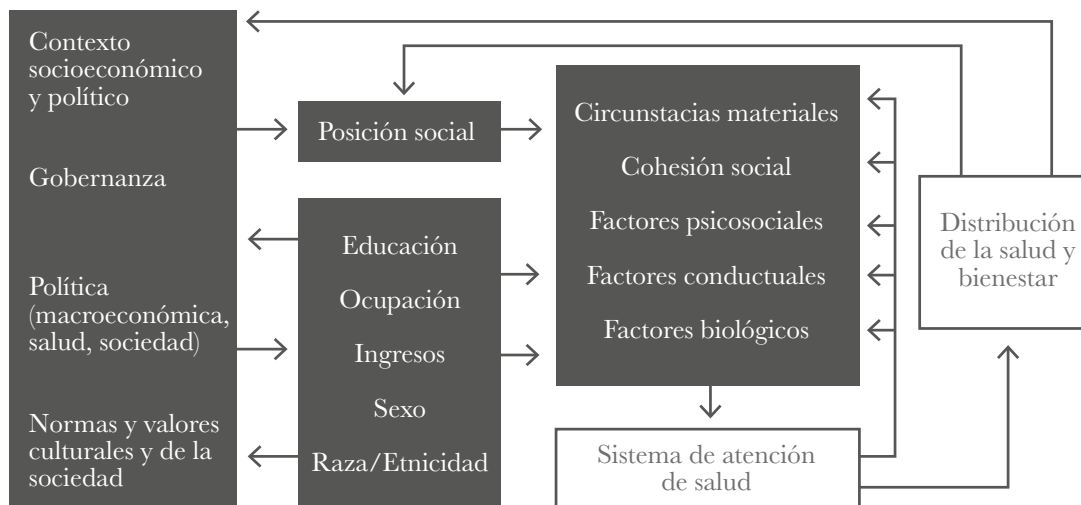 Contexto
socioeconómico
y político
Gobernanza
Política
(macroeconómica,
salud, sociedad)
Normas y valores
culturales y de la
sociedad
Posición social
Educación
Ocupación
Ingresos
Sexo
Raza/Etnicidad
Circunstacias materiales
Cohesión social
Factores psicosociales
Factores conductuales
Factores biológicos
Sistema de atención
de salud
Distribución
de la salud y
bienestar